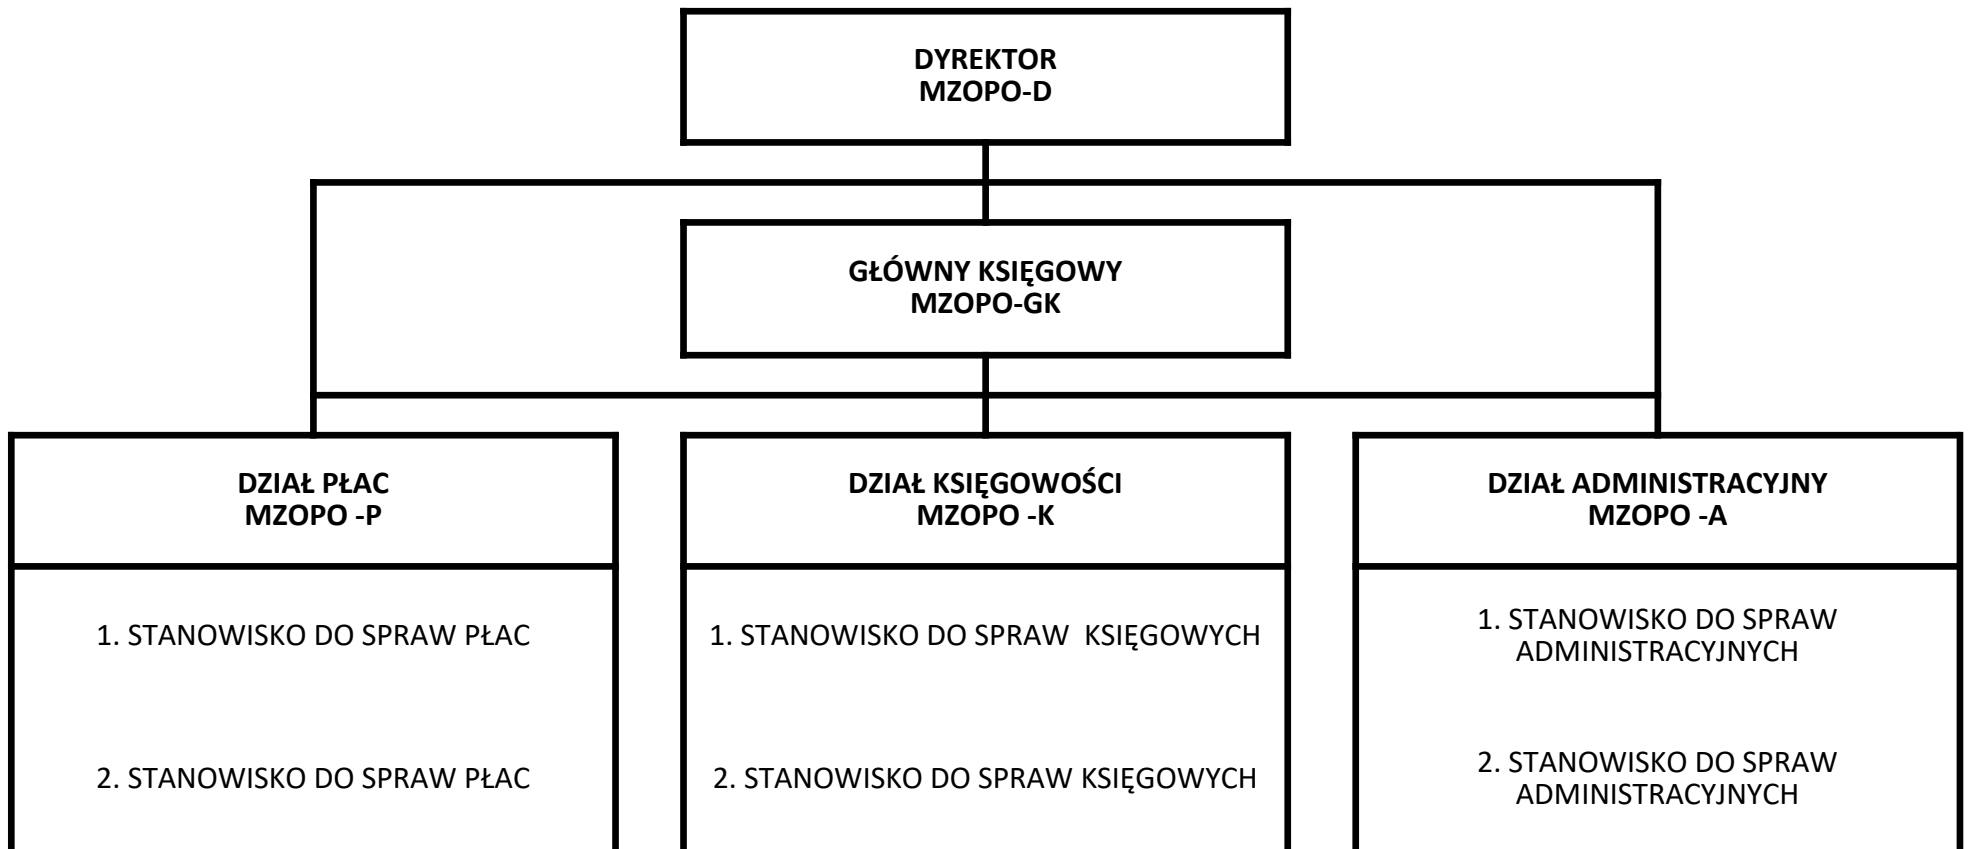 DYREKTOR
MZOPO-D
GŁÓWNY KSIĘGOWY
MZOPO-GK
DZIAŁ PŁAC
MZOPO -P
1. STANOWISKO DO SPRAW PŁAC
2. STANOWISKO DO SPRAW PŁAC
DZIAŁ KSIĘGOWOŚCI
MZOPO -K
1. STANOWISKO DO SPRAW  KSIĘGOWYCH
2. STANOWISKO DO SPRAW KSIĘGOWYCH
DZIAŁ ADMINISTRACYJNY
MZOPO -A
1. STANOWISKO DO SPRAW
ADMINISTRACYJNYCH
2. STANOWISKO DO SPRAW
ADMINISTRACYJNYCH